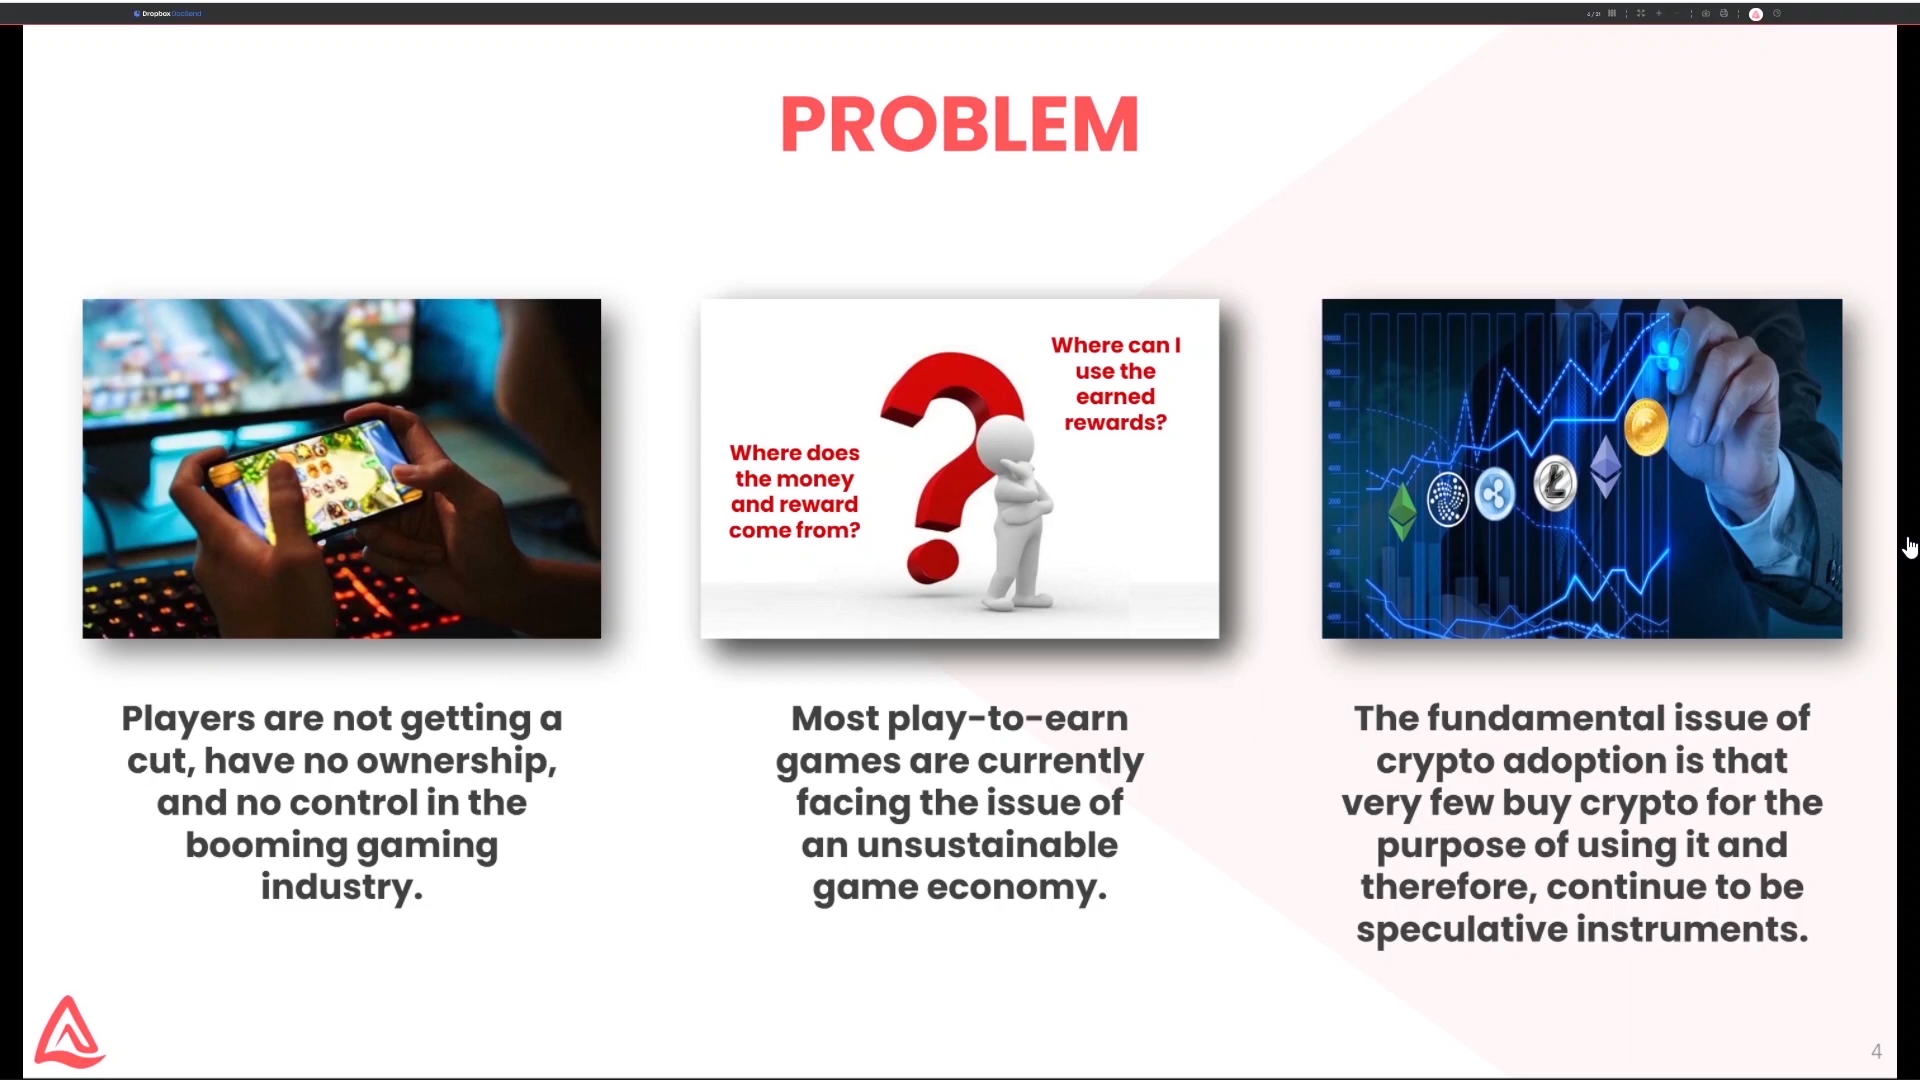 Dropbox DocSend
4 / 21
PROBLEM
Where can I
use the
earned
rewards?
Where does
the money
and reward
come from?
Players are not getting a
cut, have no ownership,
and no control in the
booming gaming
industry.
Most play-to-earn
games are currently
facing the issue of
an unsustainable
game economy.
The fundamental issue of
crypto adoption is that
very few buy crypto for the
purpose of using it and
therefore, continue to be
speculative instruments.
4